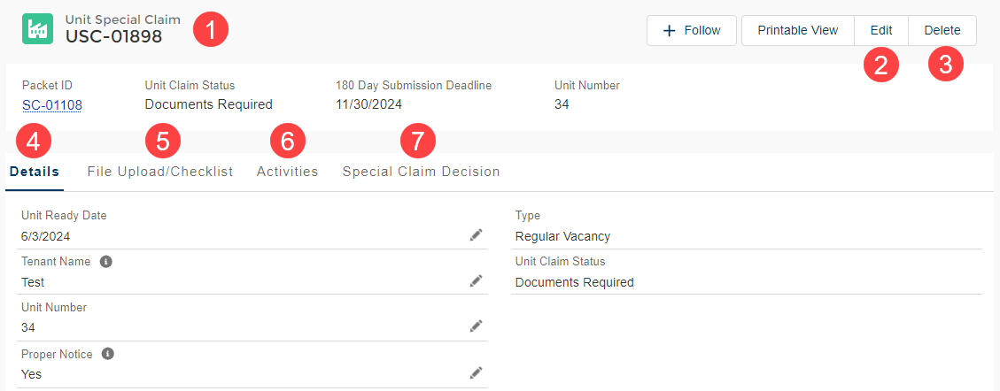 Unit Special Claim
USC-01898
1
Follow
Printable View
Edit
Delete
2
3
Packet ID
Unit Claim Status
180 Day Submission Deadline
Unit Number
SC-01108
Documents Required
11/30/2024
34
4
5
6
7
Details
File Upload/Checklist
Activities
Special Claim Decision
Unit Ready Date
6/3/2024
Type
Regular Vacancy
Tenant Name
Test
Unit Claim Status
Documents Required
Unit Number
34
Proper Notice
Yes